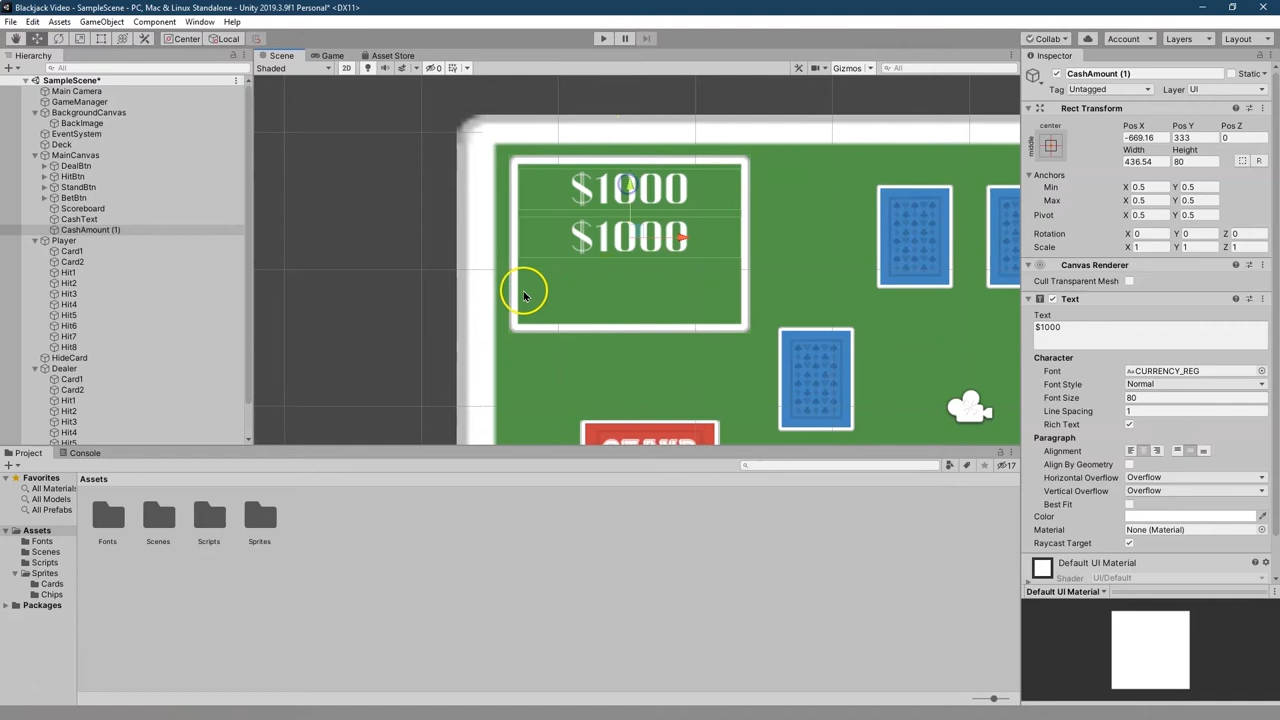 Blackjack Video - SampleScene - PC, Mac & Linux Standalone - Unity 2019.3.9f1 Personal* <DX11>
File Edit Assets GameObject Component Window Help
Center Local Collab Account Layers Layout
Hierarchy Scene Game Asset Store Inspector
All Shaded 2D 0 Gizmos All
CashAmount (1) Static
Tag Untagged Layer UI
SampleScene*
Main Camera
GameManager
BackgroundCanvas
BackImage
EventSystem
Deck
MainCanvas
DealBtn
HitBtn
StandBtn
BetBtn
Scoreboard
CashText
CashAmount (1)
Player
Card1
Card2
Hit1
Hit2
Hit3
Hit4
Hit5
Hit6
Hit7
Hit8
HideCard
Dealer
Card1
Card2
Hit1
Hit2
Hit3
Hit4
Hit5
$1000
$1000
STAND
Rect Transform
center
middle
Pos X Pos Y Pos Z
-669.16 333 0
Width Height
436.54 80
R
Anchors
Min X 0.5 Y 0.5
Max X 0.5 Y 0.5
Pivot X 0.5 Y 0.5
Rotation X 0 Y 0 Z 0
Scale X 1 Y 1 Z 1
Canvas Renderer
Cull Transparent Mesh
Text
Text
$1000
Character
Font CURRENCY_REG
Font Style Normal
Font Size 80
Line Spacing 1
Rich Text
Paragraph
Alignment
Align By Geometry
Horizontal Overflow Overflow
Vertical Overflow Overflow
Best Fit
Color
Material None (Material)
Raycast Target
Default UI Material
Shader UI/Default
Default UI Material
Project Console
17
Favorites
All Materials
All Models
All Prefabs
Assets
Fonts
Scenes
Scripts
Sprites
Cards
Chips
Packages
Assets
Fonts Scenes Scripts Sprites